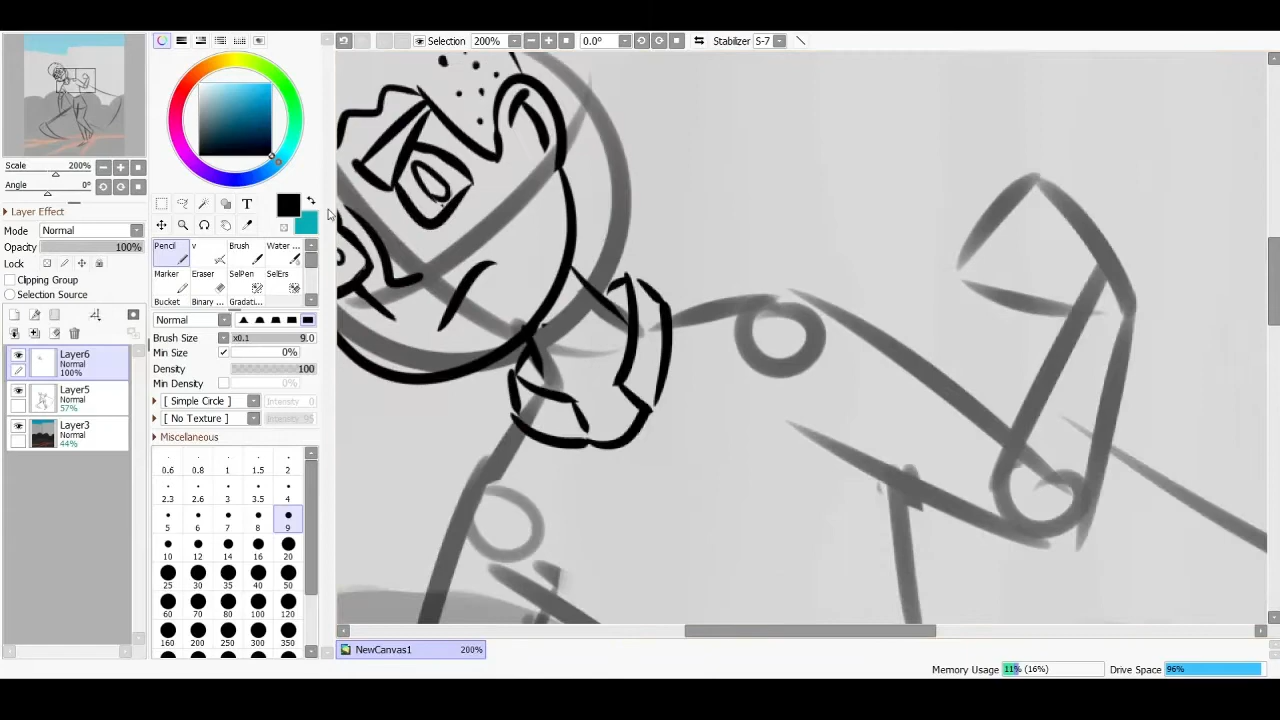 Selection 200% 0.0° Stabilizer S-7
Scale 200%
Angle 0°
Layer Effect
Mode Normal
Opacity 100%
Lock
Clipping Group
Selection Source
Layer6
Normal
100%
Layer5
Normal
57%
Layer3
Normal
44%
T
Pencil v Brush Water ...
Marker Eraser SelPen SelErs
Bucket Binary ... Gradati...
Normal
Brush Size x0.1 9.0
Min Size 0%
Density 100
Min Density 0%
[ Simple Circle ] Intensity 0
[ No Texture ] Intensity 95
Miscellaneous
0.6 0.8 1 1.5 2
2.3 2.6 3 3.5 4
5 6 7 8 9
10 12 14 16 20
25 30 35 40 50
60 70 80 100 120
160 200 250 300 350
NewCanvas1 200%
Memory Usage 11% (16%) Drive Space 96%